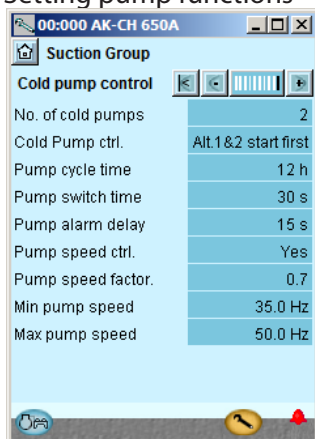 Setting pump functions
00:000 AK-CH 650A
Suction Group
Cold pump control
No. of cold pumps 2
Cold Pump ctrl. Alt.1&2 start first
Pump cycle time 12 h
Pump switch time 30 s
Pump alarm delay 15 s
Pump speed ctrl. Yes
Pump speed factor. 0.7
Min pump speed 35.0 Hz
Max pump speed 50.0 Hz